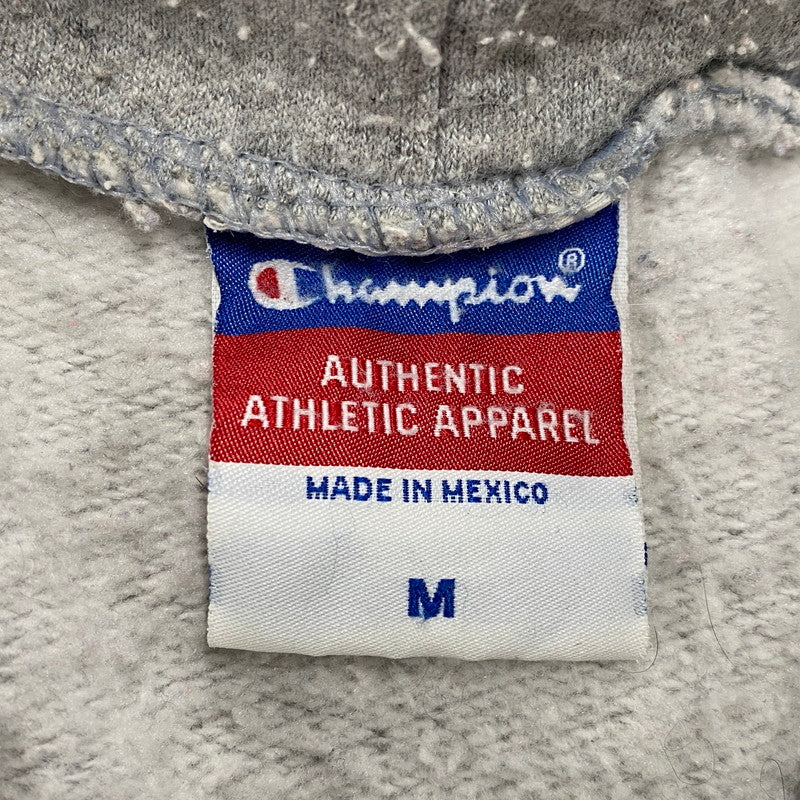 Champion®
AUTHENTIC
ATHLETIC APPAREL
MADE IN MEXICO
M